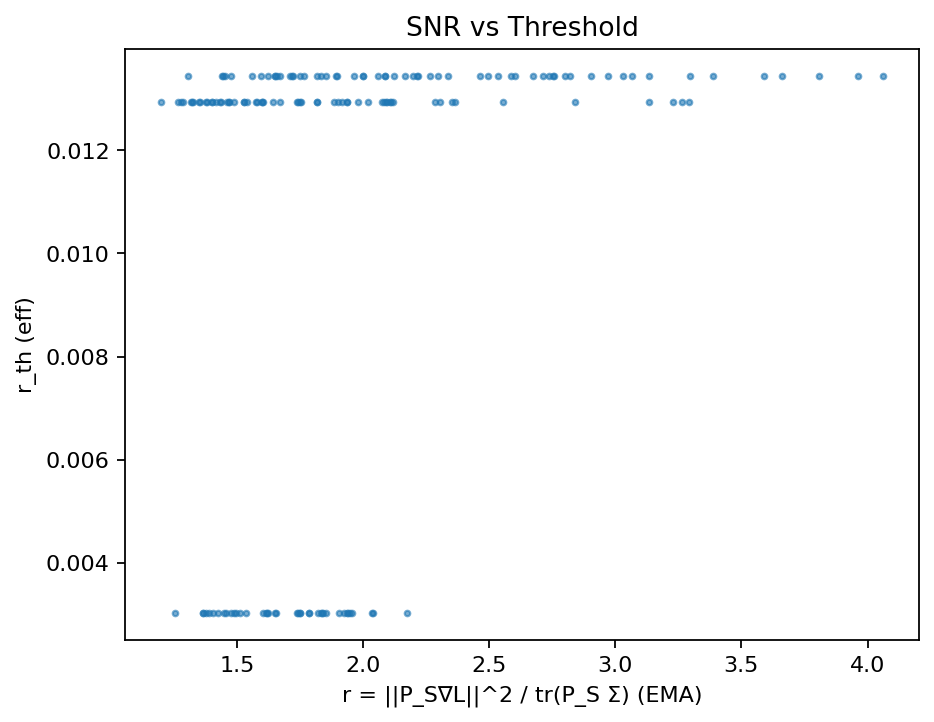 SNR vs Threshold
r_th (eff)
0.012
0.010
0.008
0.006
0.004
1.5 2.0 2.5 3.0 3.5 4.0
r = ||P_S∇L||^2 / tr(P_S Σ) (EMA)